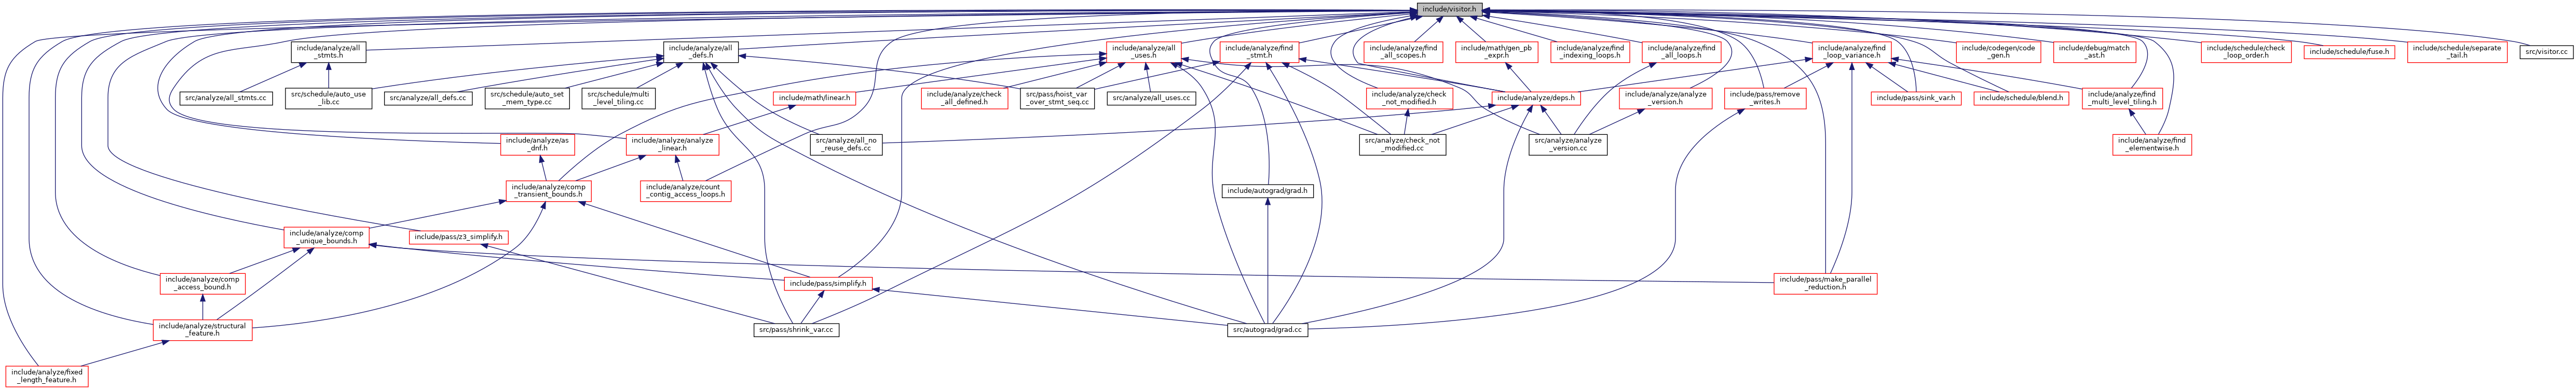 include/visitor.h
include/analyze/all
_stmts.h
include/analyze/all
_defs.h
include/analyze/all
_uses.h
include/analyze/find
_stmt.h
include/analyze/find
_all_scopes.h
include/math/gen_pb
_expr.h
include/analyze/find
_indexing_loops.h
include/analyze/find
_all_loops.h
include/analyze/find
_loop_variance.h
include/codegen/code
_gen.h
include/debug/match
_ast.h
include/schedule/check
_loop_order.h
include/schedule/fuse.h
include/schedule/separate
_tail.h
src/visitor.cc
src/analyze/all_stmts.cc
src/schedule/auto_use
_lib.cc
src/analyze/all_defs.cc
src/schedule/auto_set
_mem_type.cc
src/schedule/multi
_level_tiling.cc
include/math/linear.h
include/analyze/check
_all_defined.h
src/pass/hoist_var
_over_stmt_seq.cc
src/analyze/all_uses.cc
include/analyze/check
_not_modified.h
include/analyze/deps.h
include/analyze/analyze
_version.h
include/pass/remove
_writes.h
include/pass/sink_var.h
include/schedule/blend.h
include/analyze/find
_multi_level_tiling.h
include/analyze/as
_dnf.h
include/analyze/analyze
_linear.h
src/analyze/all_no
_reuse_defs.cc
src/analyze/check_not
_modified.cc
src/analyze/analyze
_version.cc
include/analyze/find
_elementwise.h
include/analyze/comp
_transient_bounds.h
include/analyze/count
_contig_access_loops.h
include/autograd/grad.h
include/analyze/comp
_unique_bounds.h
include/pass/z3_simplify.h
include/analyze/comp
_access_bound.h
include/pass/simplify.h
include/pass/make_parallel
_reduction.h
include/analyze/structural
_feature.h
src/pass/shrink_var.cc
src/autograd/grad.cc
include/analyze/fixed
_length_feature.h